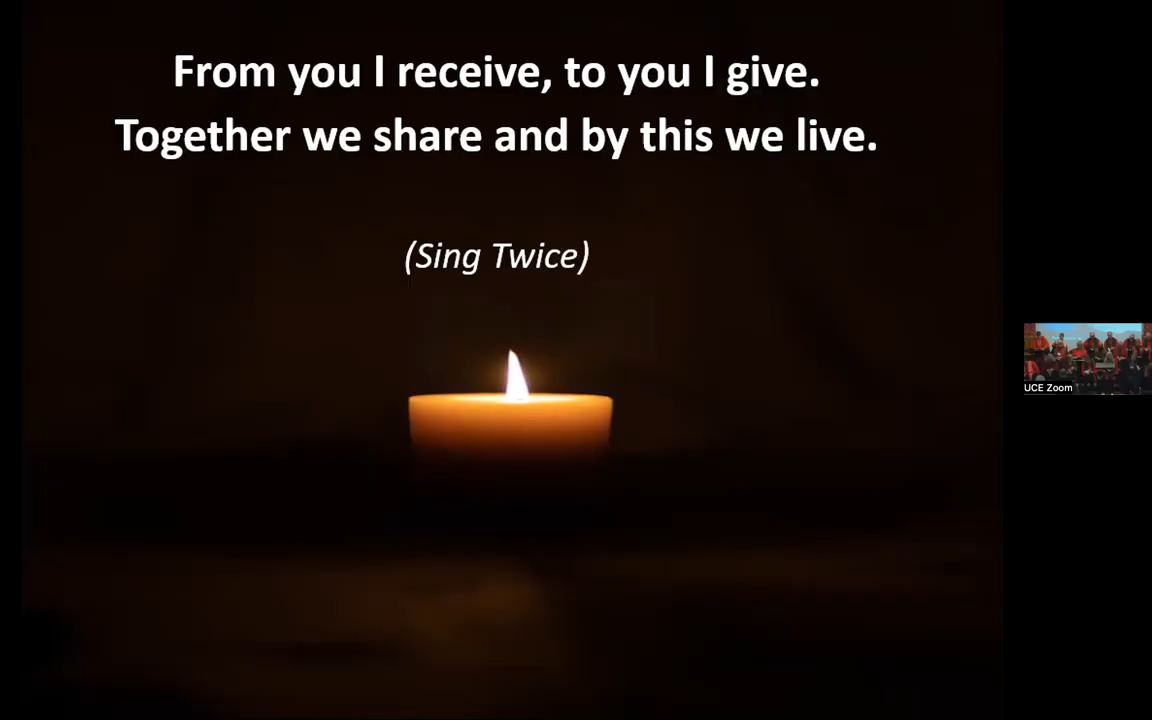 From you I receive, to you I give.
Together we share and by this we live.
(Sing Twice)
UCE Zoom